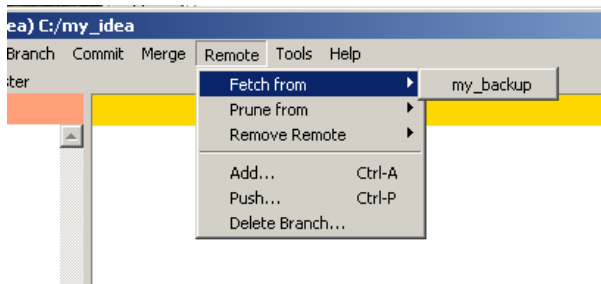 ea) C:/my_idea
Branch Commit Merge Remote Tools Help
ster
Fetch from my_backup
Prune from
Remove Remote
Add... Ctrl-A
Push... Ctrl-P
Delete Branch...